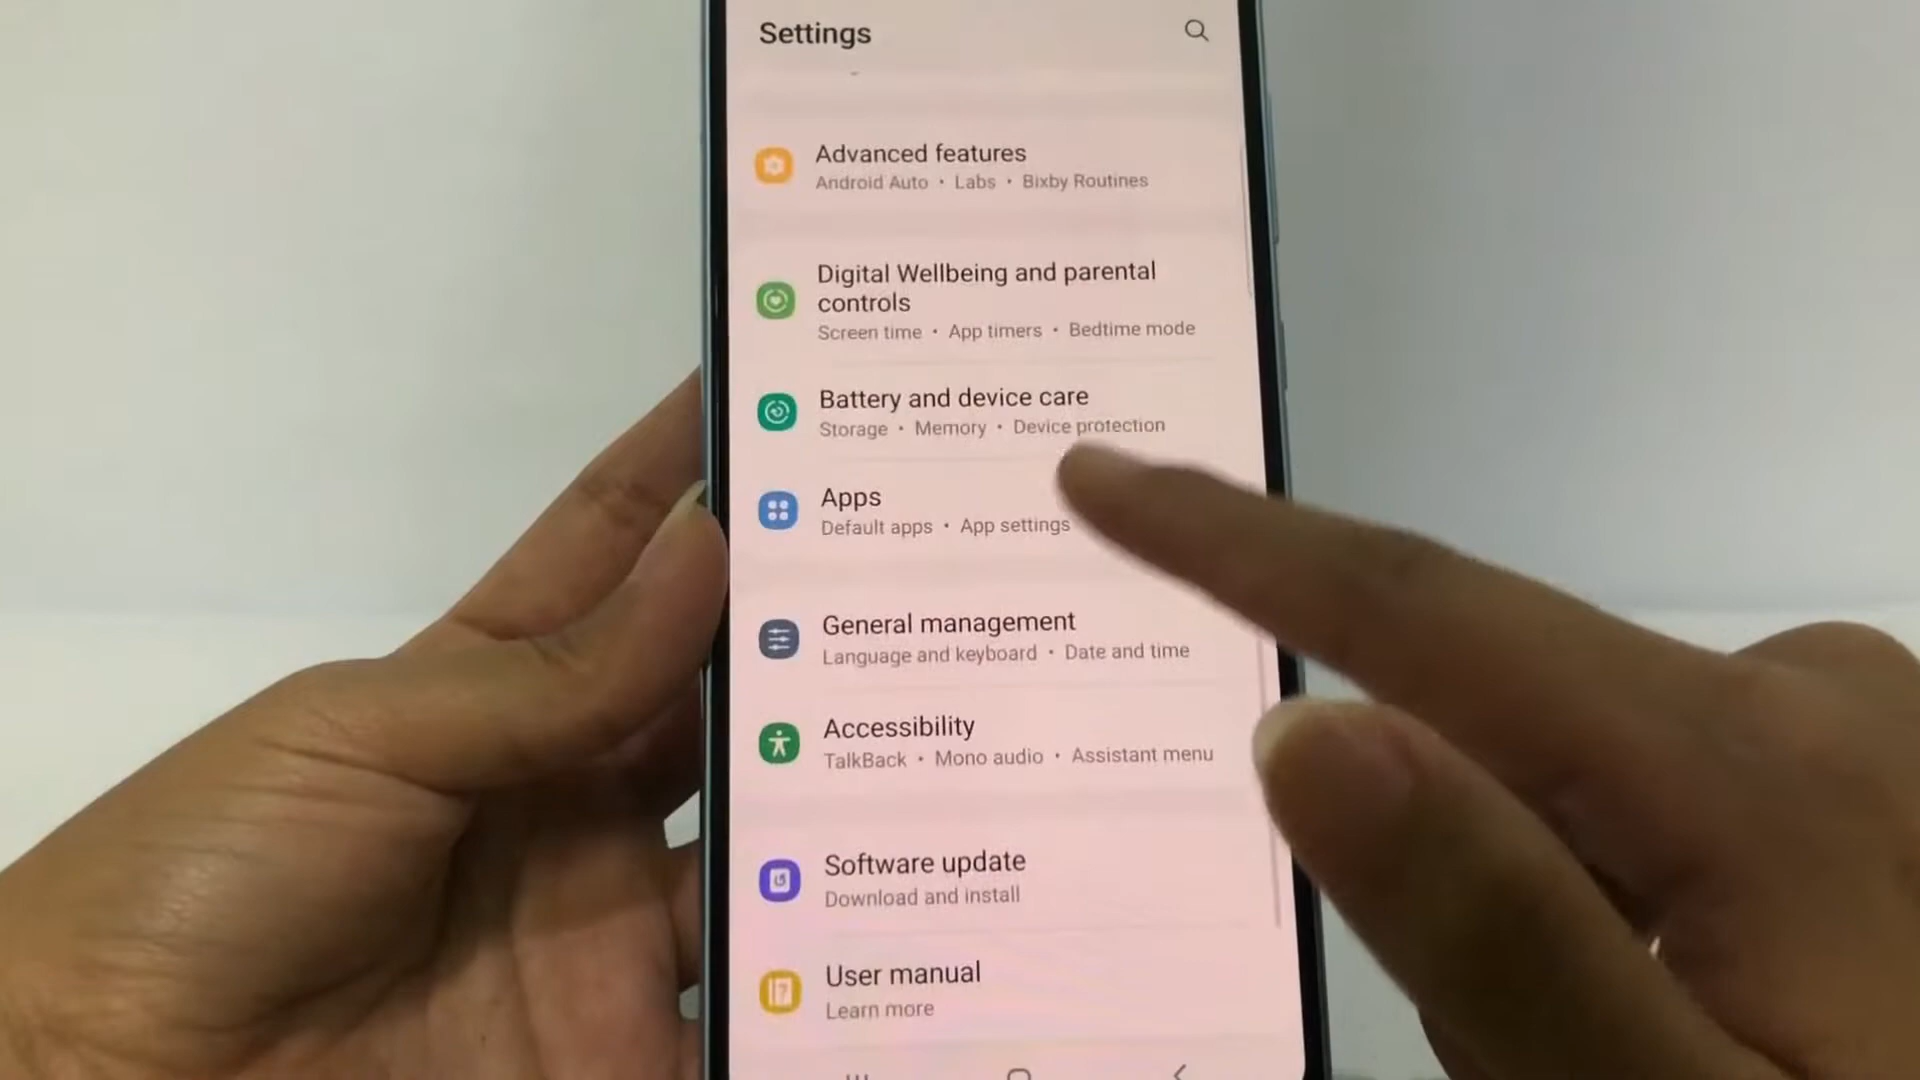 Settings
Advanced features
Android Auto • Labs • Bixby Routines
Digital Wellbeing and parental
controls
Screen time • App timers • Bedtime mode
Battery and device care
Storage • Memory • Device protection
Apps
Default apps • App settings
General management
Language and keyboard • Date and time
Accessibility
TalkBack • Mono audio • Assistant menu
Software update
Download and install
User manual
Learn more